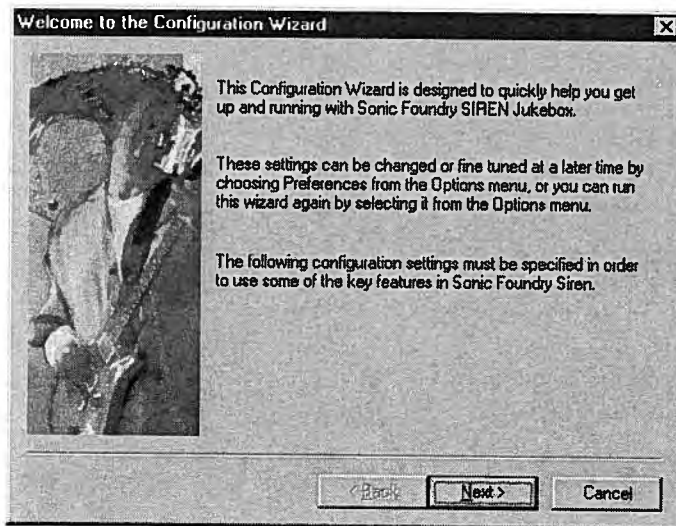 Welcome to the Configuration Wizard
This Configuration Wizard is designed to quickly help you get
up and running with Sonic Foundry SIREN Jukebox.
These settings can be changed or fine tuned at a later time by
choosing Preferences from the Options menu, or you can run
this wizard again by selecting it from the Options menu.
The following configuration settings must be specified in order
to use some of the key features in Sonic Foundry Siren.
< Back Next > Cancel